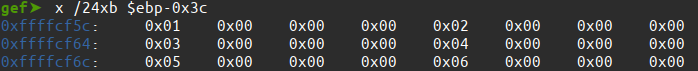 gef➤ x /24xb $ebp-0x3c
0xffffcf5c: 0x01 0x00 0x00 0x00 0x02 0x00 0x00 0x00
0xffffcf64: 0x03 0x00 0x00 0x00 0x04 0x00 0x00 0x00
0xffffcf6c: 0x05 0x00 0x00 0x00 0x06 0x00 0x00 0x00